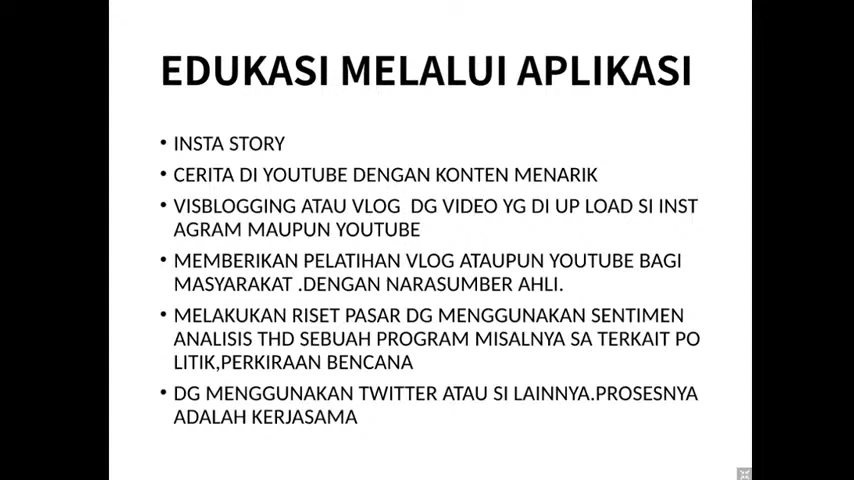 EDUKASI MELALUI APLIKASI
• INSTA STORY
• CERITA DI YOUTUBE DENGAN KONTEN MENARIK
• VISBLOGGING ATAU VLOG DG VIDEO YG DI UP LOAD SI INST
AGRAM MAUPUN YOUTUBE
• MEMBERIKAN PELATIHAN VLOG ATAUPUN YOUTUBE BAGI
MASYARAKAT .DENGAN NARASUMBER AHLI.
• MELAKUKAN RISET PASAR DG MENGGUNAKAN SENTIMEN
ANALISIS THD SEBUAH PROGRAM MISALNYA SA TERKAIT PO
LITIK,PERKIRAAN BENCANA
• DG MENGGUNAKAN TWITTER ATAU SI LAINNYA.PROSESNYA
ADALAH KERJASAMA